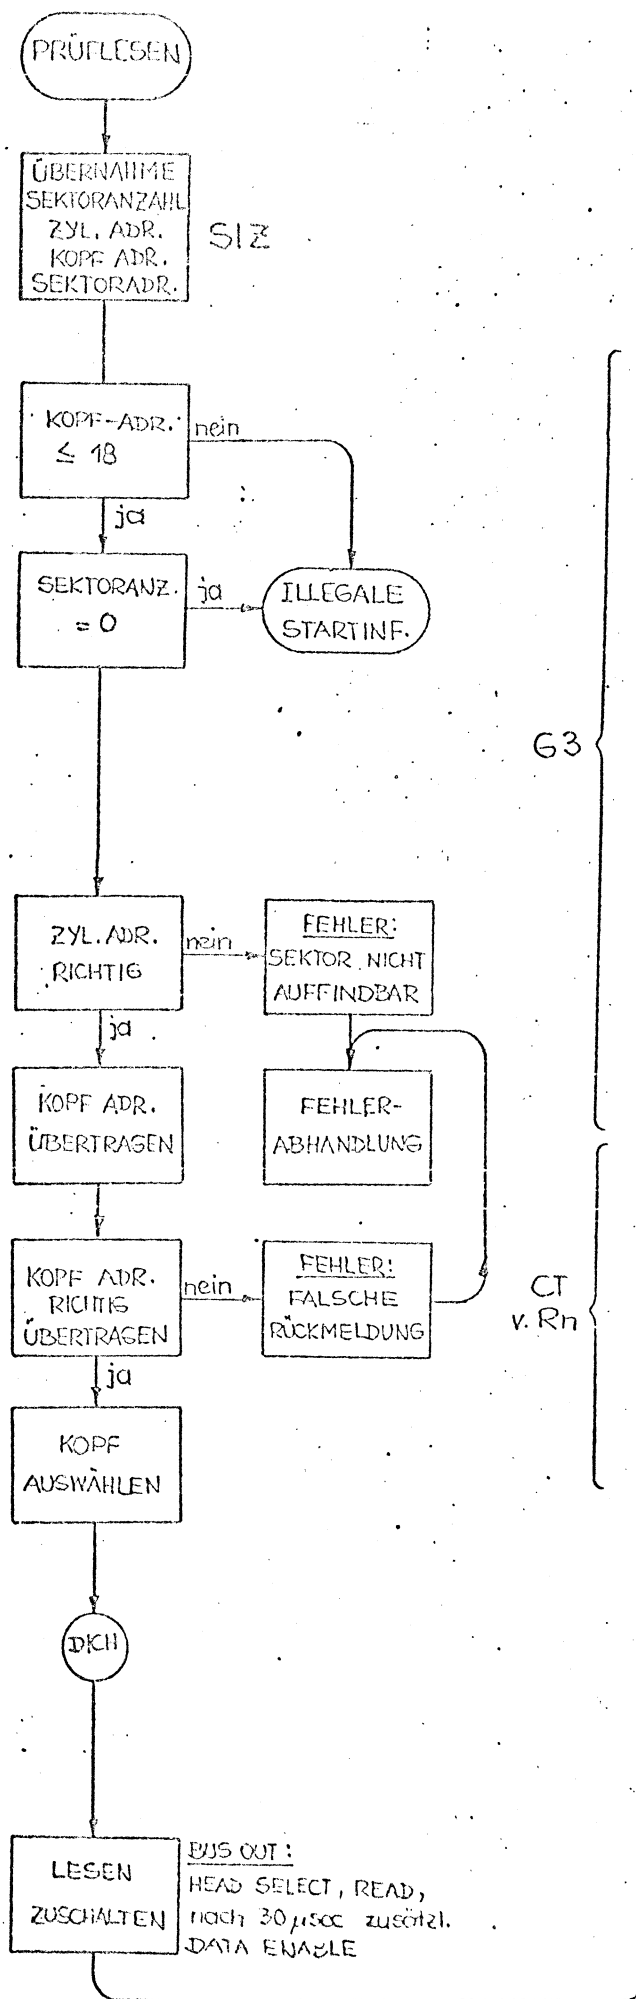 PRÜFLESEN
ÜBERNAHME
SEKTORANZAHL
ZYL. ADR.
KOPF ADR.
SEKTORADR.
SIZ
KOPF-ADR.
≤ 18
nein
ja
SEKTORANZ.
= 0
ja
ILLEGALE
STARTINF.
G3
ZYL. ADR.
RICHTIG
nein
FEHLER:
SEKTOR NICHT
AUFFINDBAR
ja
KOPF ADR.
ÜBERTRAGEN
FEHLER-
ABHANDLUNG
KOPF ADR.
RICHTIG
ÜBERTRAGEN
nein
FEHLER:
FALSCHE
RÜCKMELDUNG
CT
v. Rn
ja
KOPF
AUSWÄHLEN
DKH
LESEN
ZUSCHALTEN
BUS OUT:
HEAD SELECT, READ,
nach 30 µsec zusätzl.
DATA ENABLE